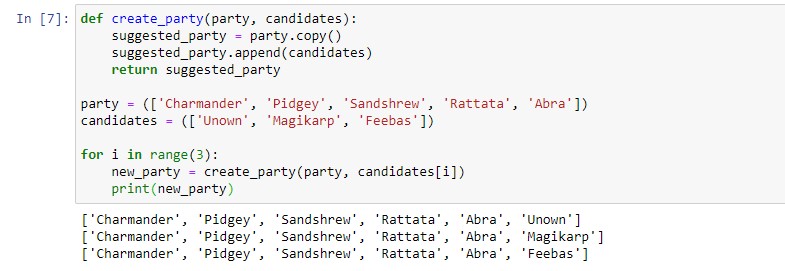 In [7]: def create_party(party, candidates):
    suggested_party = party.copy()
    suggested_party.append(candidates)
    return suggested_party

party = (['Charmander', 'Pidgey', 'Sandshrew', 'Rattata', 'Abra'])
candidates = (['Unown', 'Magikarp', 'Feebas'])

for i in range(3):
    new_party = create_party(party, candidates[i])
    print(new_party)

['Charmander', 'Pidgey', 'Sandshrew', 'Rattata', 'Abra', 'Unown']
['Charmander', 'Pidgey', 'Sandshrew', 'Rattata', 'Abra', 'Magikarp']
['Charmander', 'Pidgey', 'Sandshrew', 'Rattata', 'Abra', 'Feebas']